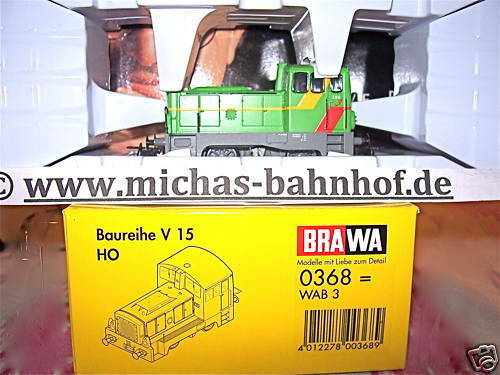 © www.michas-bahnhof.de
Baureihe V 15
HO
BRAWA
Modelle mit Liebe zum Detail
0368 =
WAB 3
4 012278 003689